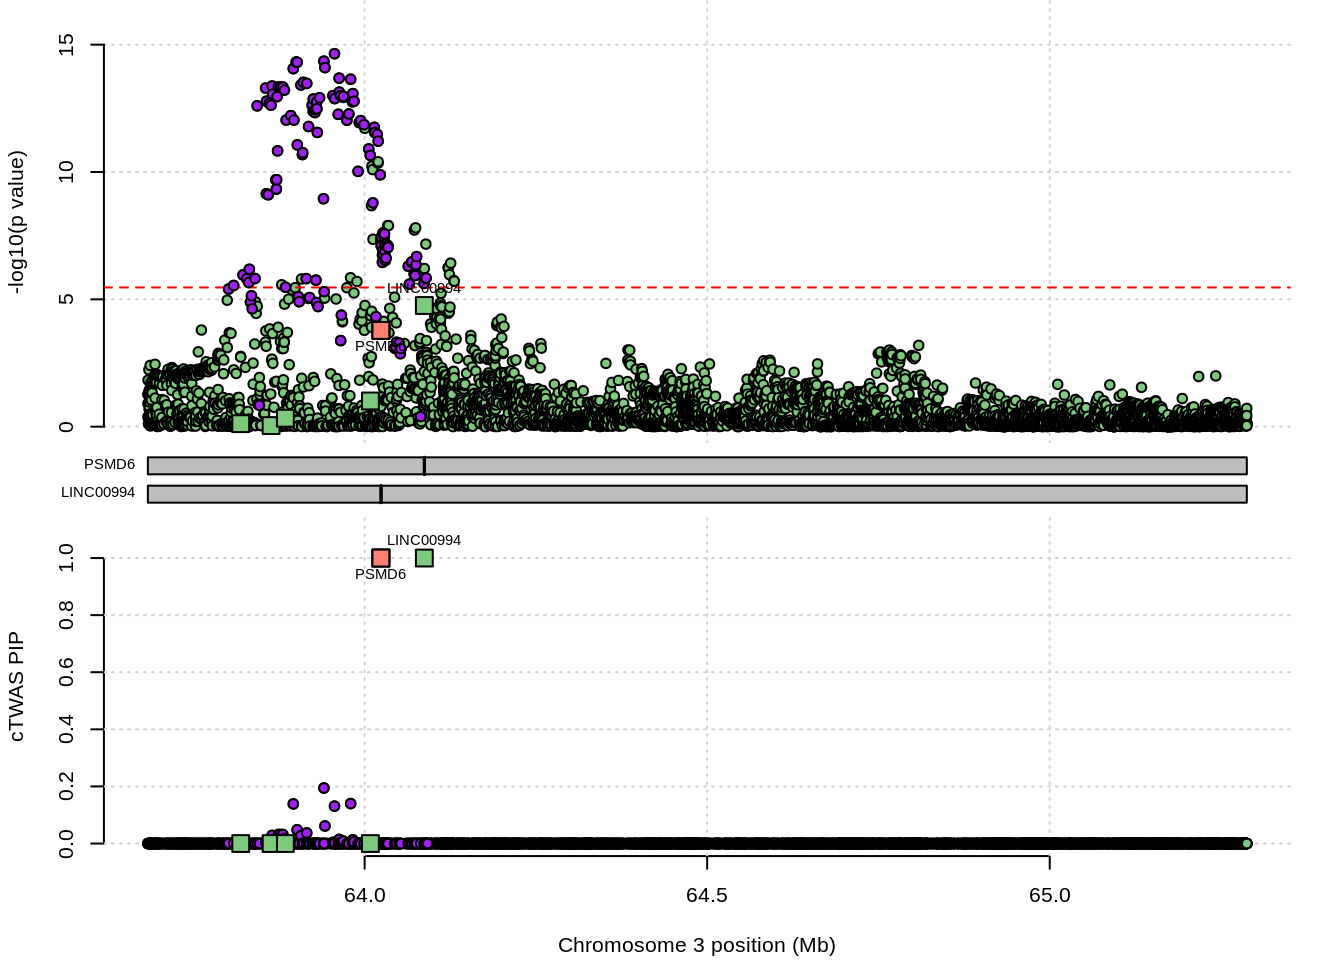 15
10
5
0
-log10(p value)
LINC00994
PSMD6
PSMD6
LINC00994
1.0
0.8
0.6
0.4
0.2
0.0
cTWAS PIP
LINC00994
PSMD6
64.0 64.5 65.0
Chromosome 3 position (Mb)